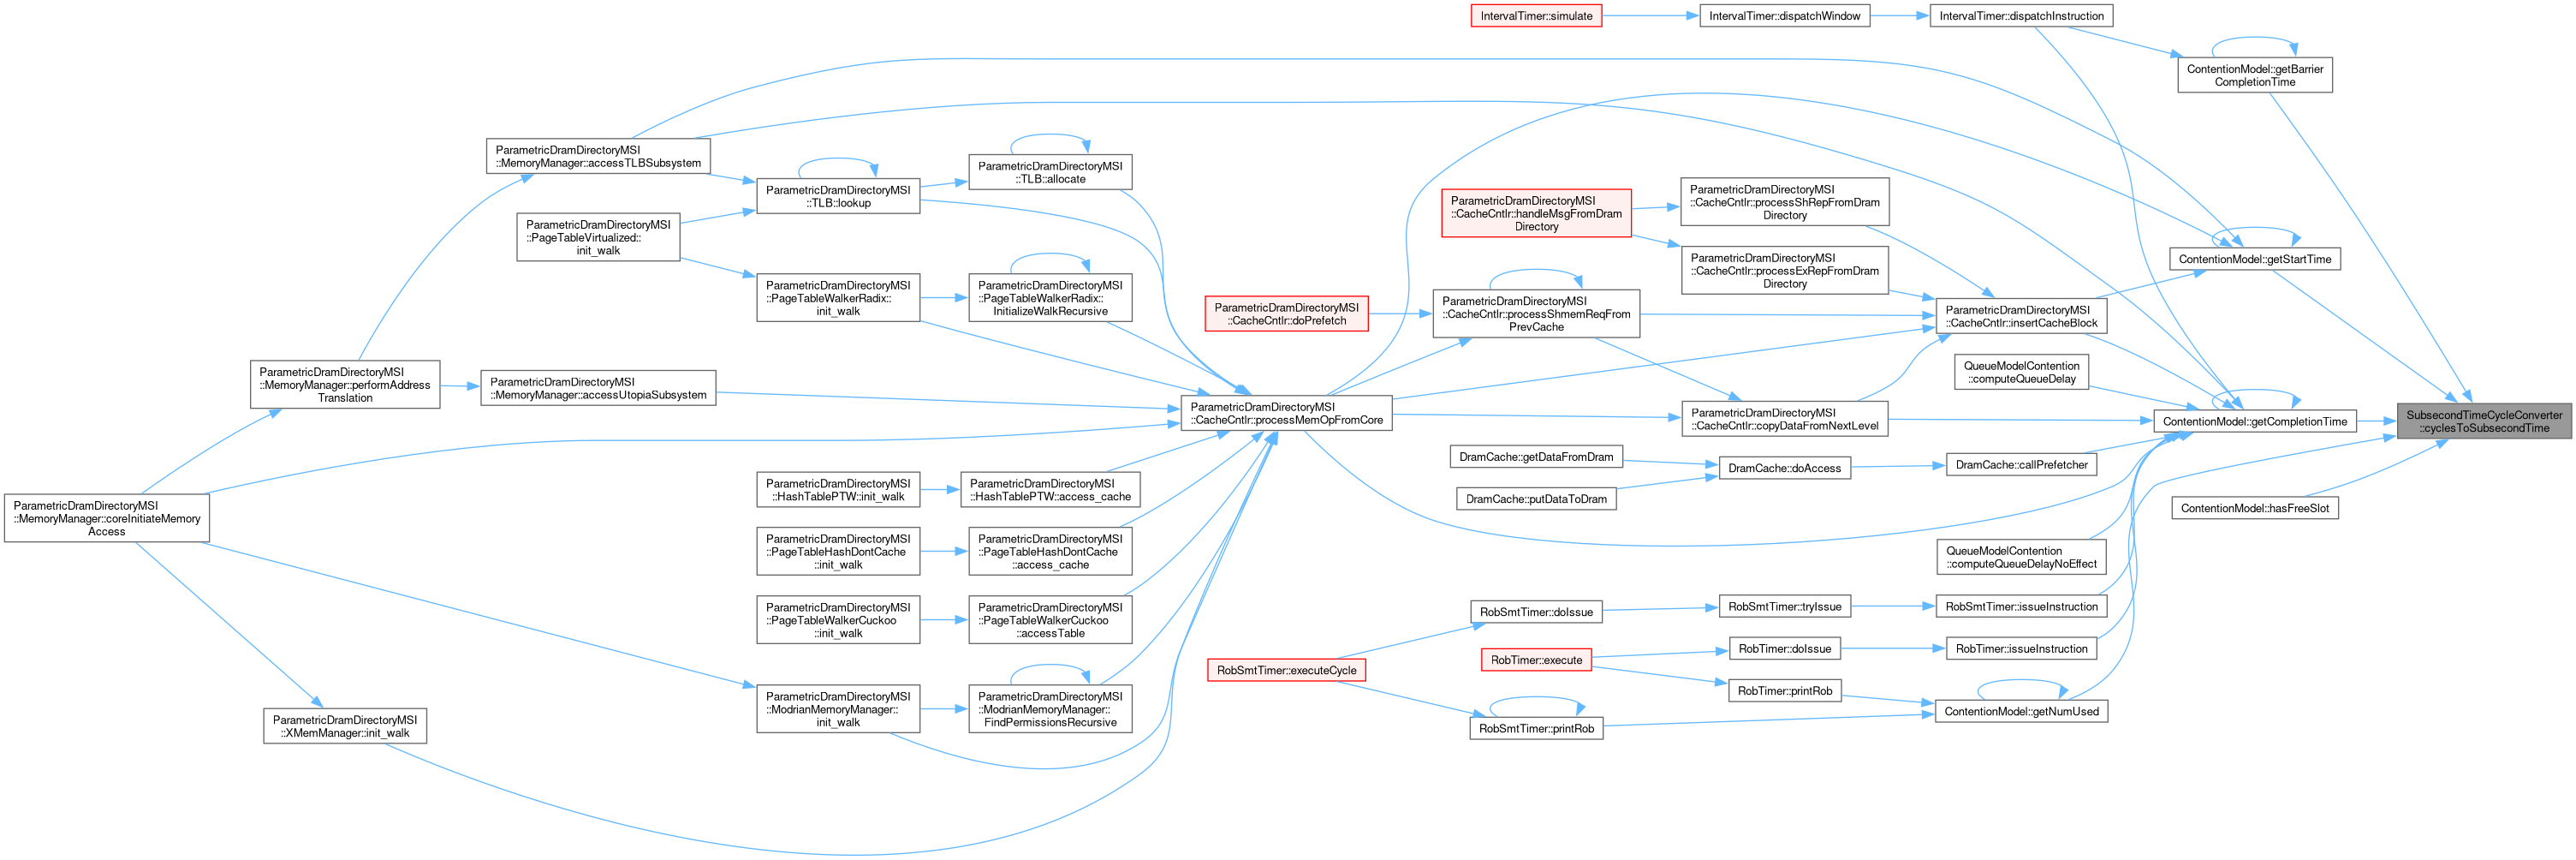 IntervalTimer::simulate
IntervalTimer::dispatchWindow
IntervalTimer::dispatchInstruction
ContentionModel::getBarrier
CompletionTime
ParametricDramDirectoryMSI
::MemoryManager::accessTLBSubsystem
ParametricDramDirectoryMSI
::TLB::allocate
ParametricDramDirectoryMSI
::TLB::lookup
ParametricDramDirectoryMSI
::CacheCntlr::processShRepFromDram
Directory
ParametricDramDirectoryMSI
::CacheCntlr::handleMsgFromDram
Directory
ParametricDramDirectoryMSI
::PageTableVirtualized::
init_walk
ParametricDramDirectoryMSI
::CacheCntlr::processExRepFromDram
Directory
ContentionModel::getStartTime
ParametricDramDirectoryMSI
::PageTableWalkerRadix::
init_walk
ParametricDramDirectoryMSI
::PageTableWalkerRadix::
InitializeWalkRecursive
ParametricDramDirectoryMSI
::CacheCntlr::doPrefetch
ParametricDramDirectoryMSI
::CacheCntlr::processShmemReqFrom
PrevCache
ParametricDramDirectoryMSI
::CacheCntlr::insertCacheBlock
ParametricDramDirectoryMSI
::MemoryManager::performAddress
Translation
ParametricDramDirectoryMSI
::MemoryManager::accessUtopiaSubsystem
QueueModelContention
::computeQueueDelay
ParametricDramDirectoryMSI
::CacheCntlr::processMemOpFromCore
ParametricDramDirectoryMSI
::CacheCntlr::copyDataFromNextLevel
ContentionModel::getCompletionTime
SubsecondTimeCycleConverter
::cyclesToSubsecondTime
DramCache::getDataFromDram
DramCache::doAccess
DramCache::callPrefetcher
DramCache::putDataToDram
ContentionModel::hasFreeSlot
ParametricDramDirectoryMSI
::HashTablePTW::init_walk
ParametricDramDirectoryMSI
::HashTablePTW::access_cache
ParametricDramDirectoryMSI
::MemoryManager::coreInitiateMemory
Access
ParametricDramDirectoryMSI
::PageTableHashDontCache
::init_walk
ParametricDramDirectoryMSI
::PageTableHashDontCache
::access_cache
QueueModelContention
::computeQueueDelayNoEffect
ParametricDramDirectoryMSI
::PageTableWalkerCuckoo
::init_walk
ParametricDramDirectoryMSI
::PageTableWalkerCuckoo
::accessTable
RobSmtTimer::doIssue
RobSmtTimer::tryIssue
RobSmtTimer::issueInstruction
RobSmtTimer::executeCycle
RobTimer::execute
RobTimer::doIssue
RobTimer::issueInstruction
RobTimer::printRob
ContentionModel::getNumUsed
RobSmtTimer::printRob
ParametricDramDirectoryMSI
::ModrianMemoryManager::
init_walk
ParametricDramDirectoryMSI
::ModrianMemoryManager::
FindPermissionsRecursive
ParametricDramDirectoryMSI
::XMemManager::init_walk